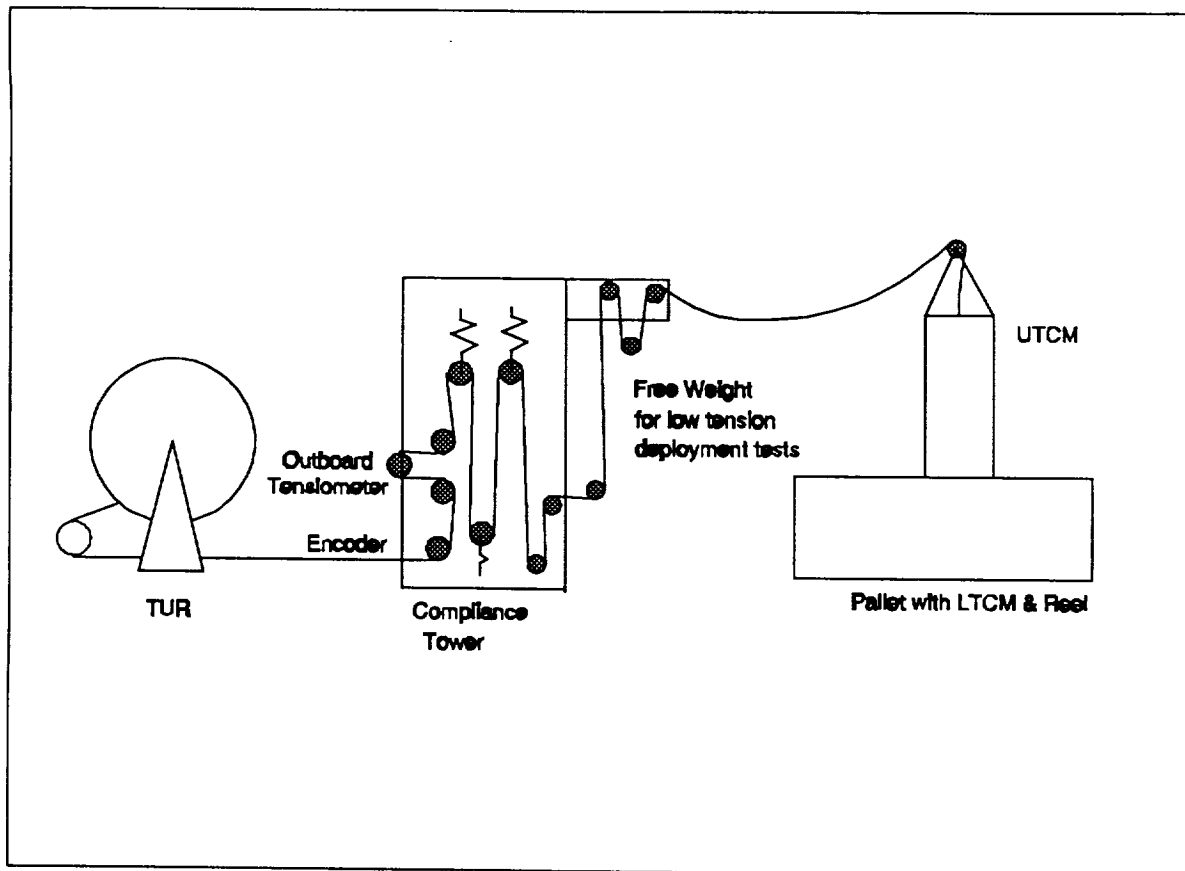 UTCM
Free Weight
for low tension
deployment tests
Outboard
Tensiometer
Encoder
TUR
Compliance
Tower
Pallet with LTCM & Reel